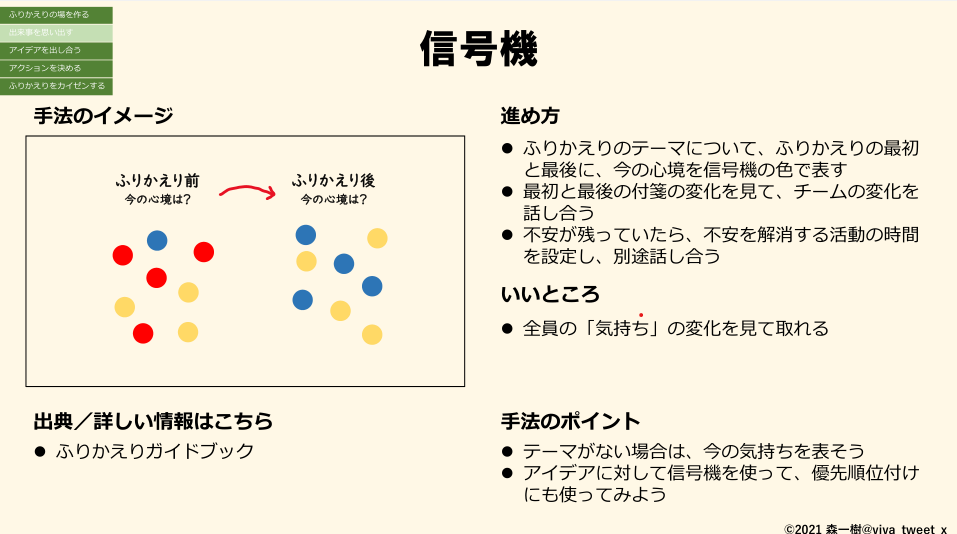 ふりかえりの場を作る
出来事を思い出す
アイデアを出し合う
アクションを決める
ふりかえりをカイゼンする
信号機
手法のイメージ
ふりかえり前
今の心境は?
ふりかえり後
今の心境は?
出典／詳しい情報はこちら
● ふりかえりガイドブック
進め方
● ふりかえりのテーマについて、ふりかえりの最初
と最後に、今の心境を信号機の色で表す
● 最初と最後の付箋の変化を見て、チームの変化を
話し合う
● 不安が残っていたら、不安を解消する活動の時間
を設定し、別途話し合う
いいところ
● 全員の「気持ち」の変化を見て取れる
手法のポイント
● テーマがない場合は、今の気持ちを表そう
● アイデアに対して信号機を使って、優先順位付け
にも使ってみよう
©2021 森一樹@viva_tweet_x